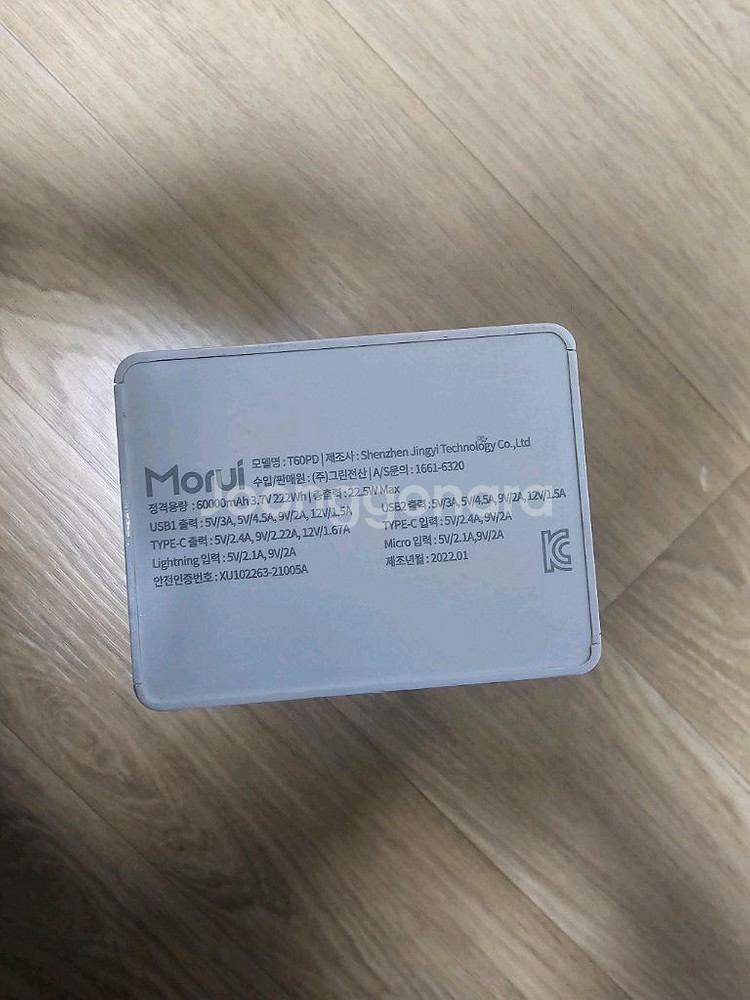 Morui
모델명 : T60PD | 제조사 : Shenzhen Jingyi Technology Co.,Ltd
수입/판매원 : (주)그린전산 | A/S문의 : 1661-6320
정격용량 : 60000mAh 3.7V 222Wh | 총출력 : 22.5W Max
USB1 출력 : 5V/3A, 5V/4.5A, 9V/2A, 12V/1.5A
USB2 출력 : 5V/3A, 5V/4.5A, 9V/2A, 12V/1.5A
TYPE-C 출력 : 5V/2.4A, 9V/2.22A, 12V/1.67A
TYPE-C 입력 : 5V/2.4A, 9V/2A
Lightning 입력 : 5V/2.1A, 9V/2A
Micro 입력 : 5V/2.1A,9V/2A
안전인증번호 : XU102263-21005A
제조년월 : 2022.01
Joonggonara